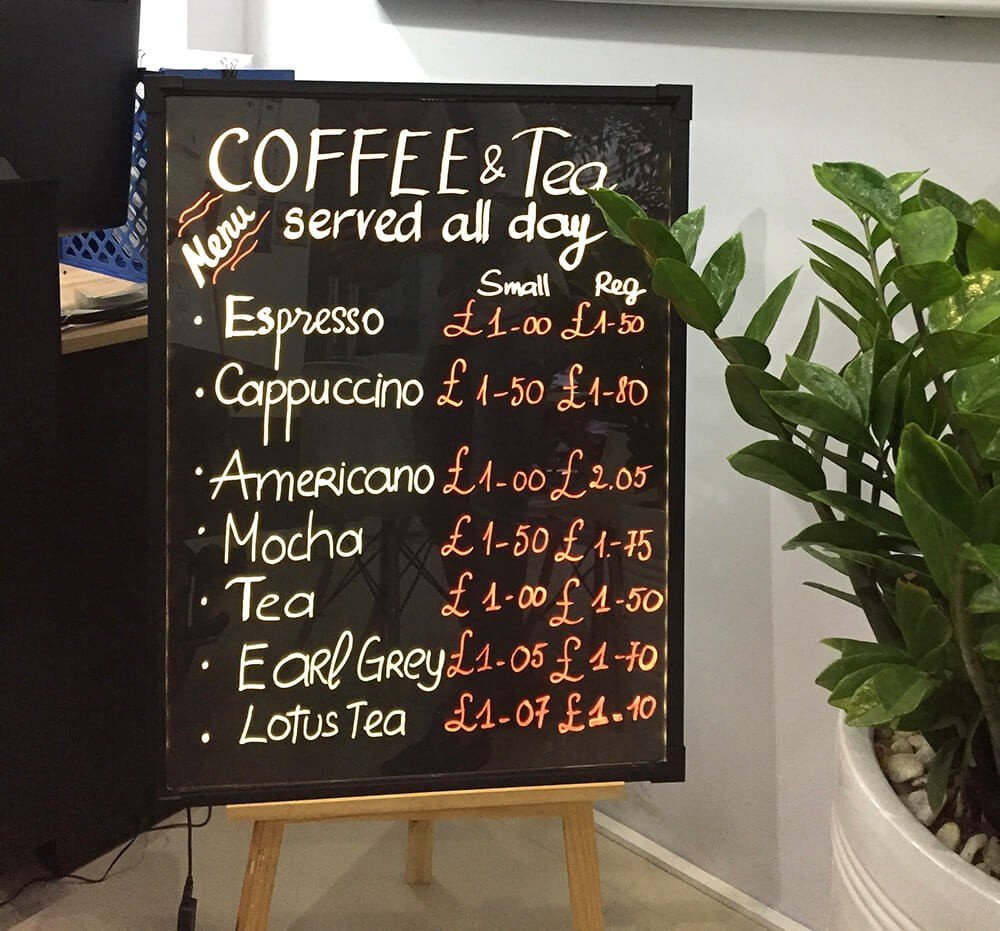 COFFEE & Tea
Menu
served all day
Small Reg
• Espresso £1-00 £1-50
• Cappuccino £1-50 £1-80
• Americano £1-00 £2.05
• Mocha £1-50 £1-75
• Tea £1-00 £1-50
• Earl Grey £1-05 £1-70
• Lotus Tea £1-07 £1-10